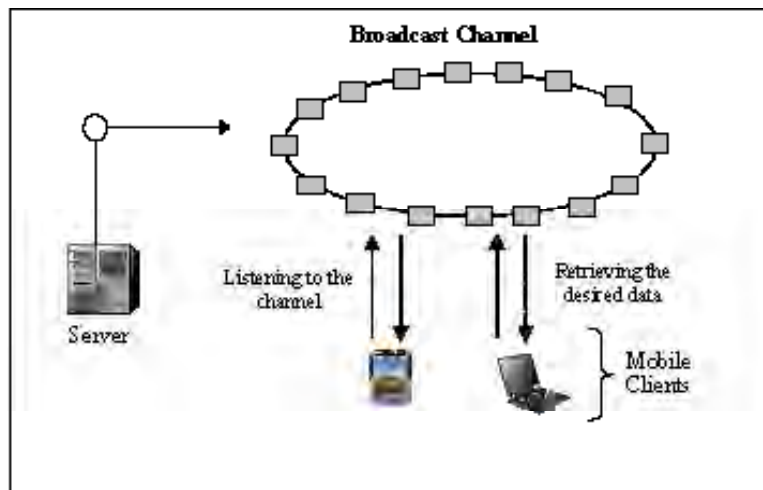 Broadcast Channel
Listening to the
channel
Retrieving the
desired data
Server
Mobile
Clients